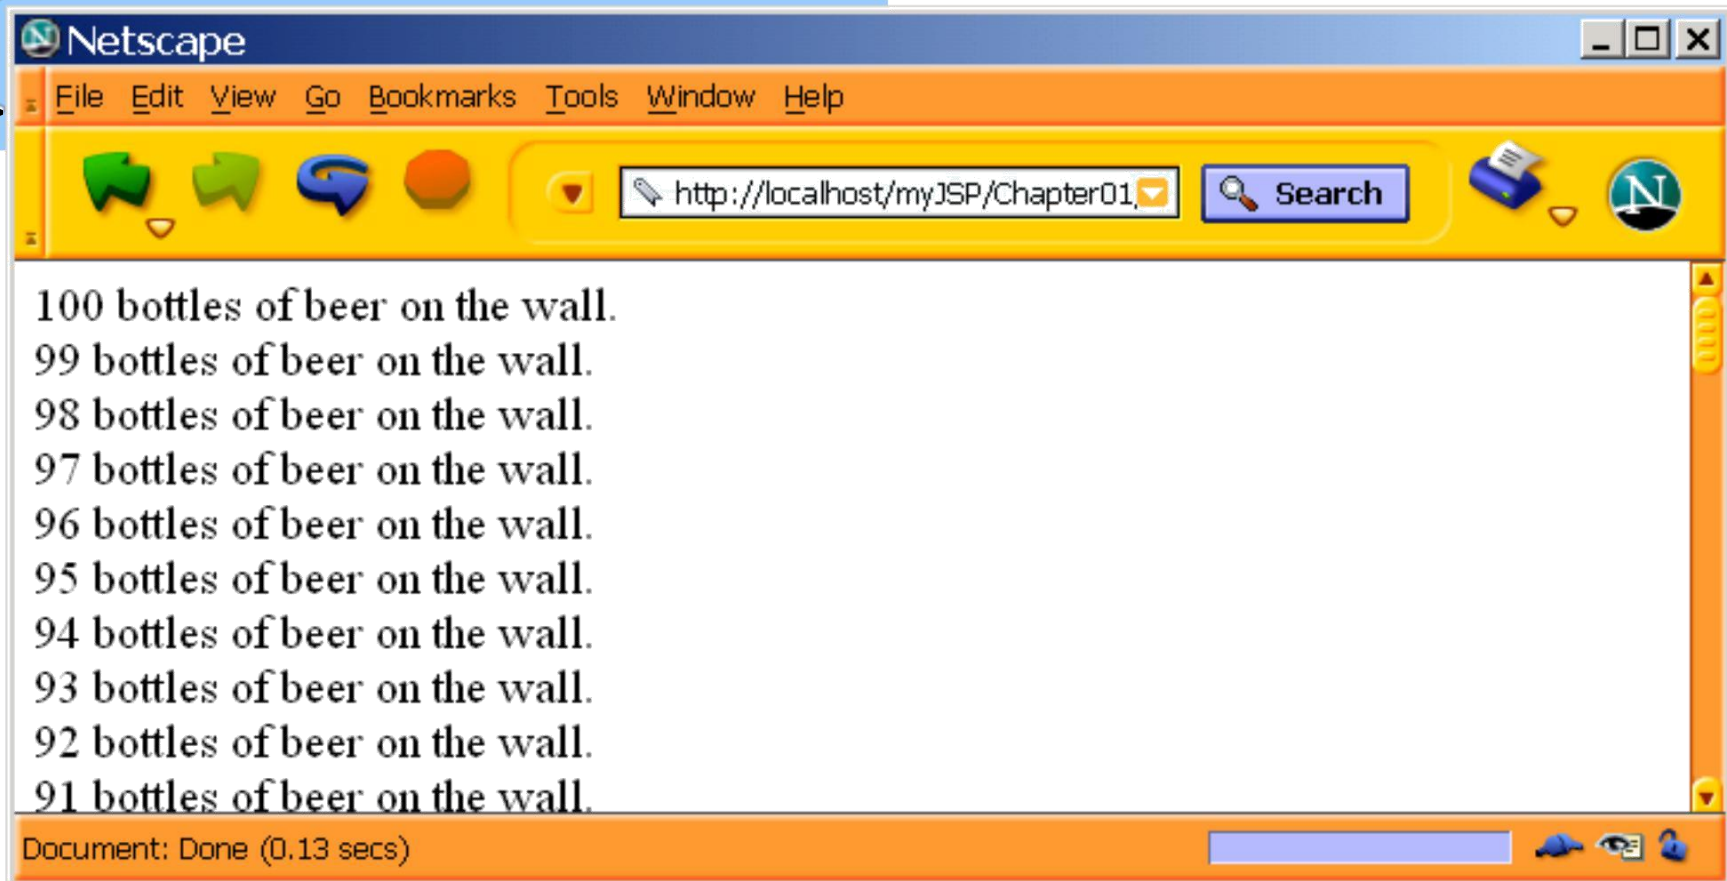 Netscape
File Edit View Go Bookmarks Tools Window Help
http://localhost/myJSP/Chapter01/ Search
N
100 bottles of beer on the wall.
99 bottles of beer on the wall.
98 bottles of beer on the wall.
97 bottles of beer on the wall.
96 bottles of beer on the wall.
95 bottles of beer on the wall.
94 bottles of beer on the wall.
93 bottles of beer on the wall.
92 bottles of beer on the wall.
91 bottles of beer on the wall.
Document: Done (0.13 secs)